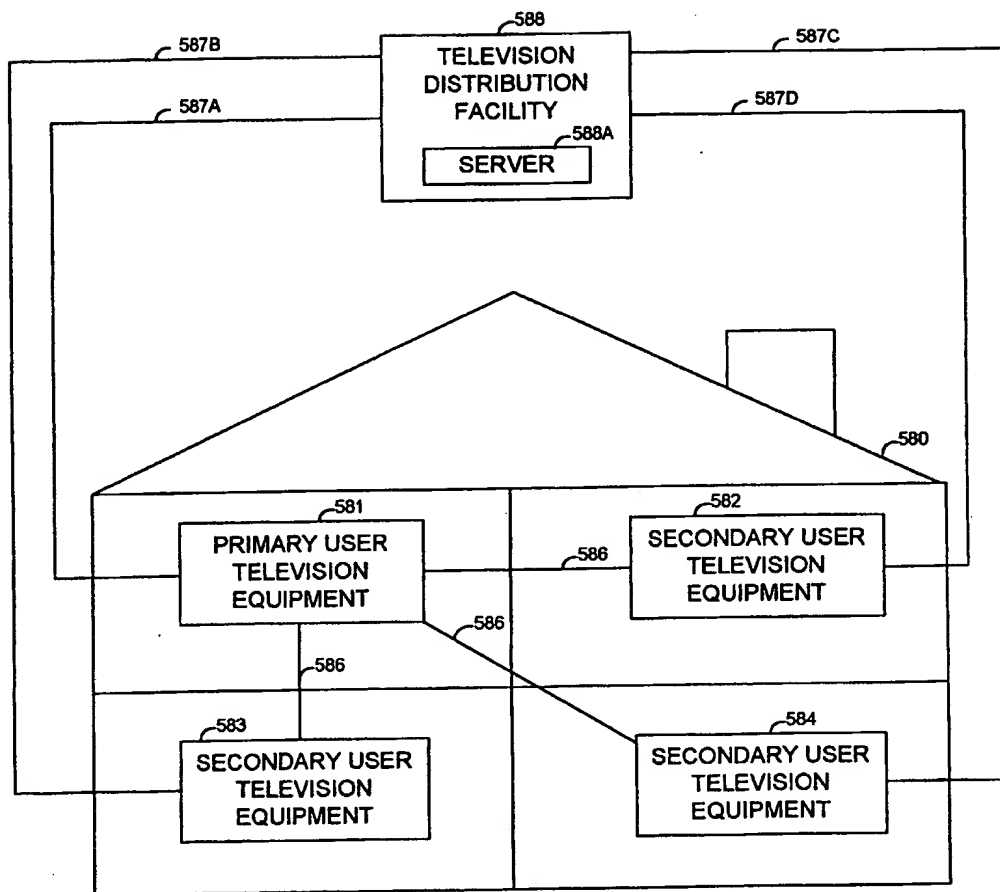 588
587B
587C
TELEVISION
DISTRIBUTION
FACILITY
587A
587D
588A
SERVER
580
581
PRIMARY USER
TELEVISION
EQUIPMENT
582
SECONDARY USER
TELEVISION
EQUIPMENT
586
586
586
583
SECONDARY USER
TELEVISION
EQUIPMENT
584
SECONDARY USER
TELEVISION
EQUIPMENT